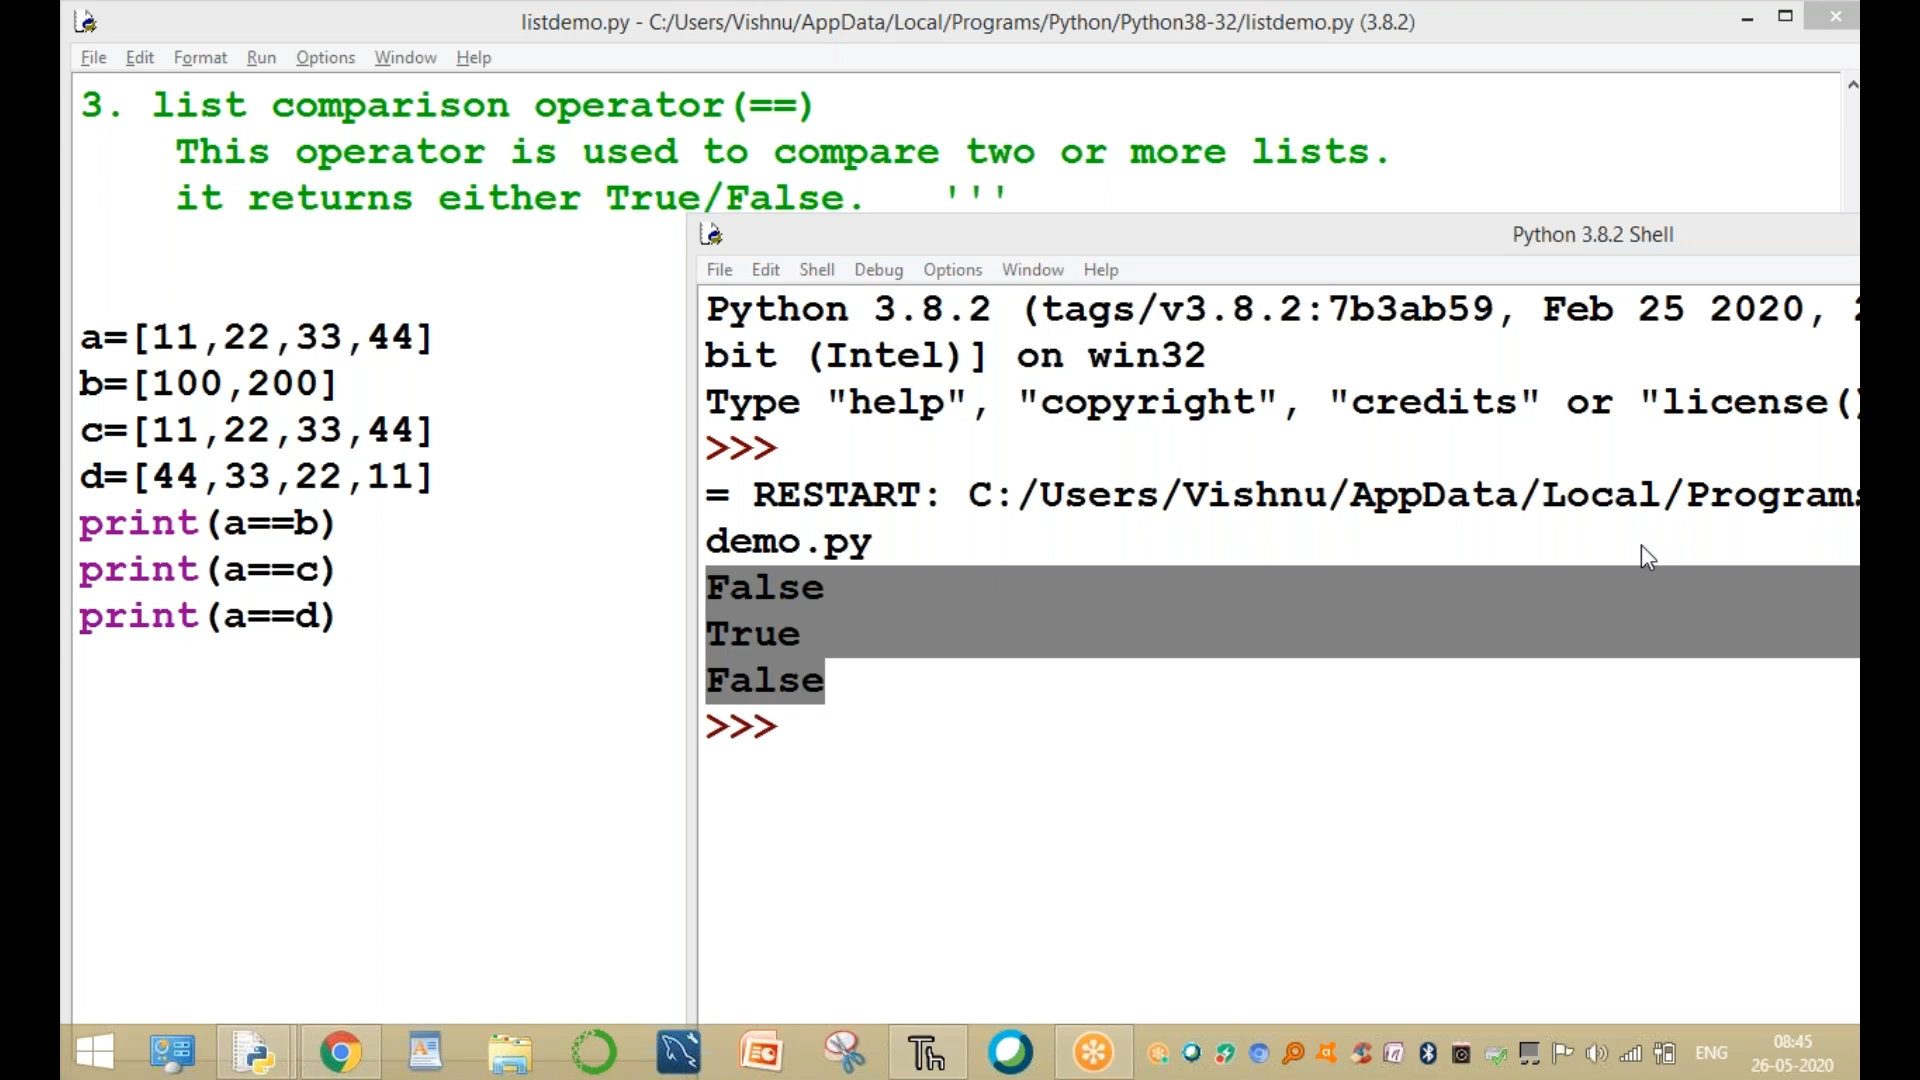 listdemo.py - C:/Users/Vishnu/AppData/Local/Programs/Python/Python38-32/listdemo.py (3.8.2)
File Edit Format Run Options Window Help
3. list comparison operator(==)
This operator is used to compare two or more lists.
it returns either True/False.   '''
a=[11,22,33,44]
b=[100,200]
c=[11,22,33,44]
d=[44,33,22,11]
print(a==b)
print(a==c)
print(a==d)
Python 3.8.2 Shell
File Edit Shell Debug Options Window Help
Python 3.8.2 (tags/v3.8.2:7b3ab59, Feb 25 2020,
bit (Intel)] on win32
Type "help", "copyright", "credits" or "license()
>>>
= RESTART: C:/Users/Vishnu/AppData/Local/Programs
demo.py
False
True
False
>>>
Th
ENG
08:45
26-05-2020